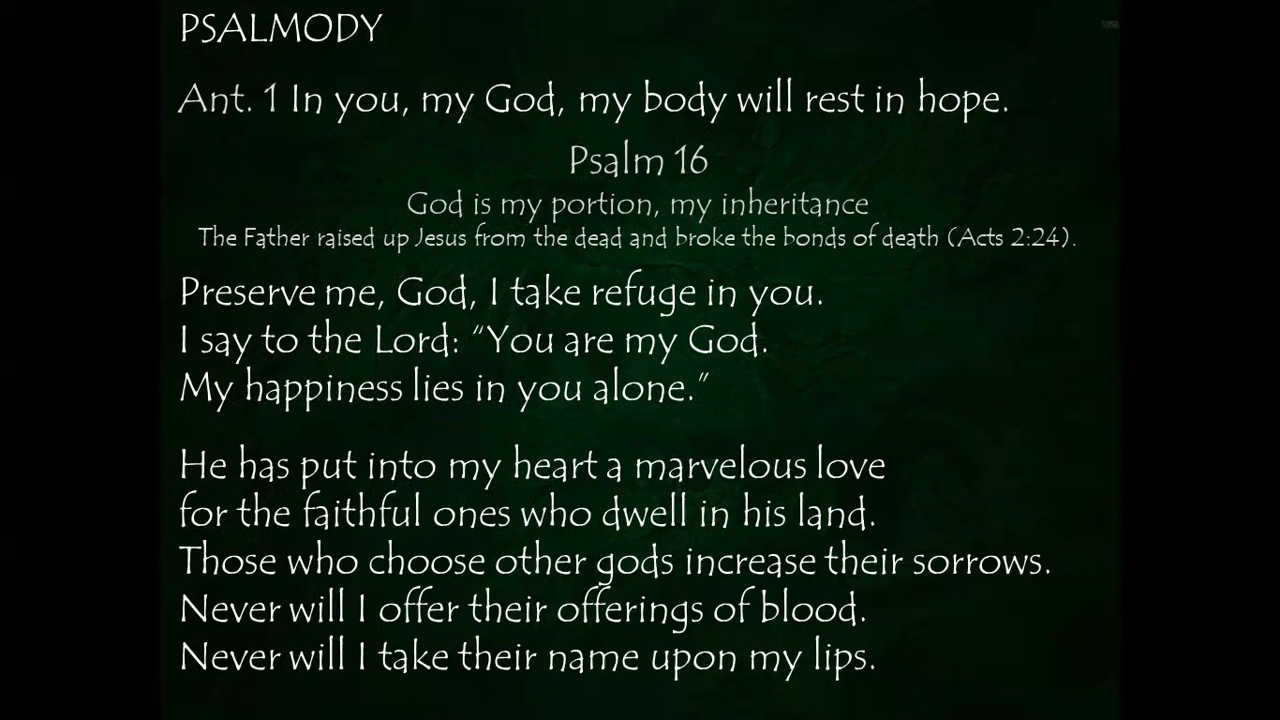 PSALMODY
Ant. 1 In you, my God, my body will rest in hope.
Psalm 16
God is my portion, my inheritance
The Father raised up Jesus from the dead and broke the bonds of death (Acts 2:24).
Preserve me, God, I take refuge in you.
I say to the Lord: “You are my God.
My happiness lies in you alone.”
He has put into my heart a marvelous love
for the faithful ones who dwell in his land.
Those who choose other gods increase their sorrows.
Never will I offer their offerings of blood.
Never will I take their name upon my lips.